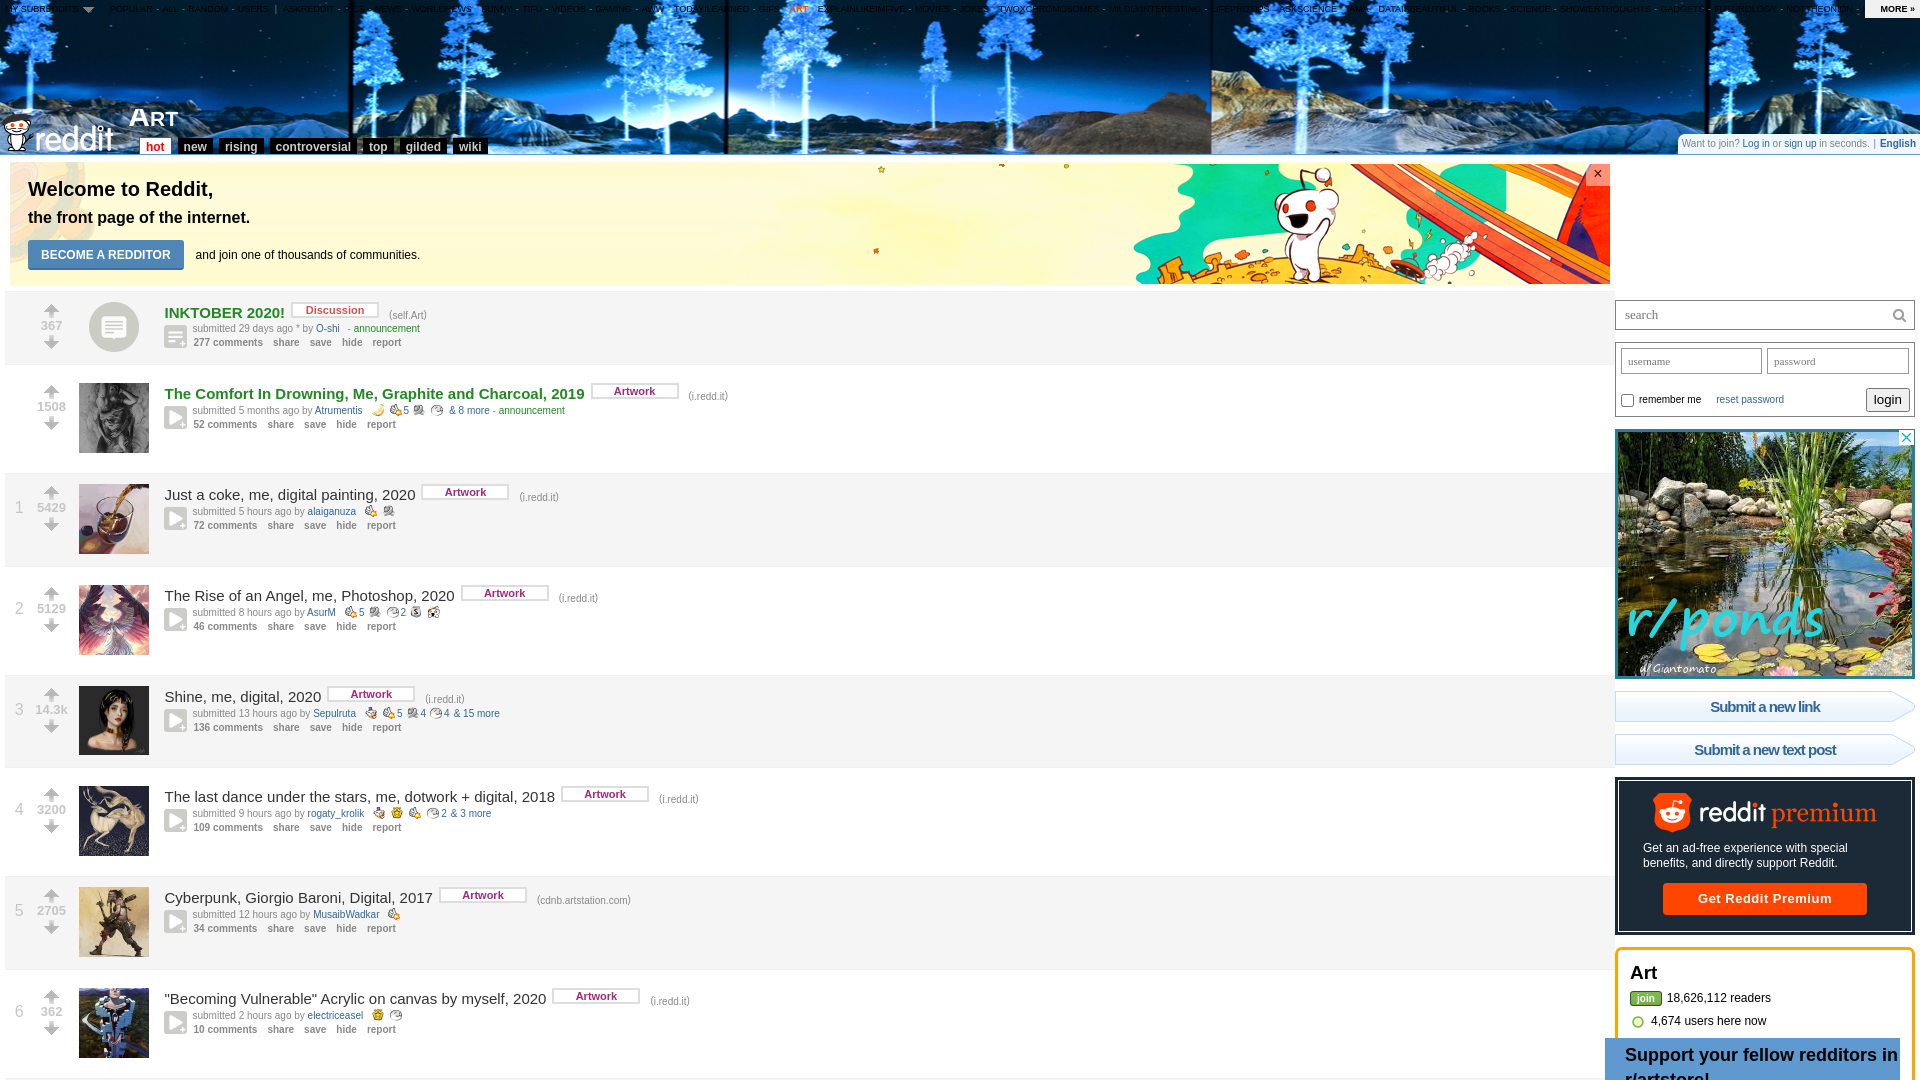 MY SUBREDDITS
POPULAR - ALL - RANDOM - USERS | ASKREDDIT - PICS - NEWS - WORLDNEWS - FUNNY - TIFU - VIDEOS - GAMING - AWW - TODAYILEARNED - GIFS - ART - EXPLAINLIKEIMFIVE - MOVIES - JOKES - TWOXCHROMOSOMES - MILDLYINTERESTING - LIFEPROTIPS - ASKSCIENCE - DATAISBEAUTIFUL - BOOKS - SCIENCE - SHOWERTHOUGHTS - GADGETS - FUTUROLOGY - NOTTHEONION
MORE »
reddit
ART
hot new rising controversial top gilded wiki
Want to join? Log in or sign up in seconds. | English
Welcome to Reddit,
the front page of the internet.
BECOME A REDDITOR and join one of thousands of communities.
×
367
INKTOBER 2020! Discussion (self.Art)
submitted 29 days ago * by O-shi - announcement
277 comments share save hide report
1508
The Comfort In Drowning, Me, Graphite and Charcoal, 2019 Artwork (i.redd.it)
submitted 5 months ago by Atrumentis 5 & 8 more - announcement
52 comments share save hide report
1
5429
Just a coke, me, digital painting, 2020 Artwork (i.redd.it)
submitted 5 hours ago by alaiganuza
72 comments share save hide report
2
5129
The Rise of an Angel, me, Photoshop, 2020 Artwork (i.redd.it)
submitted 8 hours ago by AsurM 5 2
46 comments share save hide report
3
14.3k
Shine, me, digital, 2020 Artwork (i.redd.it)
submitted 13 hours ago by Sepulruta 5 4 4 & 15 more
136 comments share save hide report
4
3200
The last dance under the stars, me, dotwork + digital, 2018 Artwork (i.redd.it)
submitted 9 hours ago by rogaty_krolik 2 & 3 more
109 comments share save hide report
5
2705
Cyberpunk, Giorgio Baroni, Digital, 2017 Artwork (cdnb.artstation.com)
submitted 12 hours ago by MusaibWadkar
34 comments share save hide report
6
362
"Becoming Vulnerable" Acrylic on canvas by myself, 2020 Artwork (i.redd.it)
submitted 2 hours ago by electriceasel
10 comments share save hide report
search
username password
remember me reset password login
r/ponds
u/Giantomato
Submit a new link
Submit a new text post
reddit premium
Get an ad-free experience with special
benefits, and directly support Reddit.
Get Reddit Premium
Art
join 18,626,112 readers
4,674 users here now
Support your fellow redditors in
r/artstore!